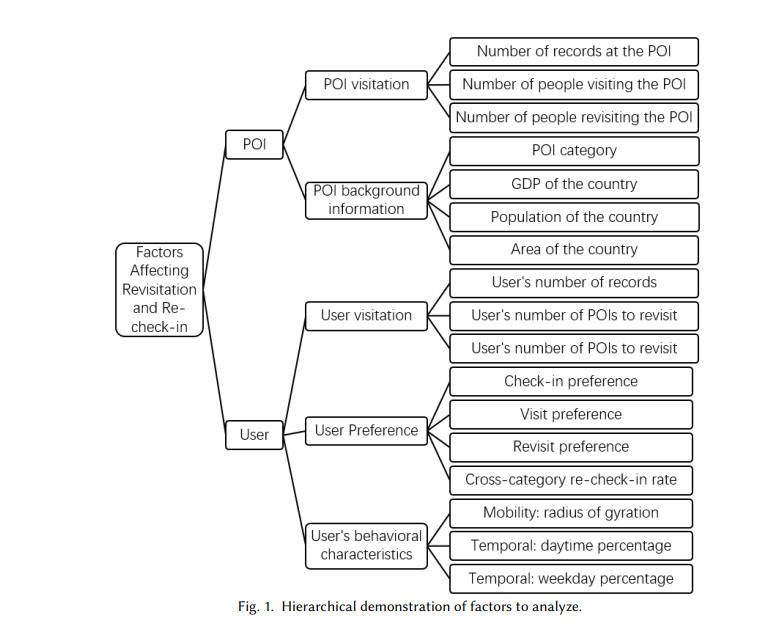 Factors
Affecting
Revisitation
and Re-
check-in
POI
POI visitation
Number of records at the POI
Number of people visiting the POI
Number of people revisiting the POI
POI background
information
POI category
GDP of the country
Population of the country
Area of the country
User
User visitation
User's number of records
User's number of POIs to revisit
User's number of POIs to revisit
User Preference
Check-in preference
Visit preference
Revisit preference
Cross-category re-check-in rate
User's behavioral
characteristics
Mobility: radius of gyration
Temporal: daytime percentage
Temporal: weekday percentage
Fig. 1. Hierarchical demonstration of factors to analyze.